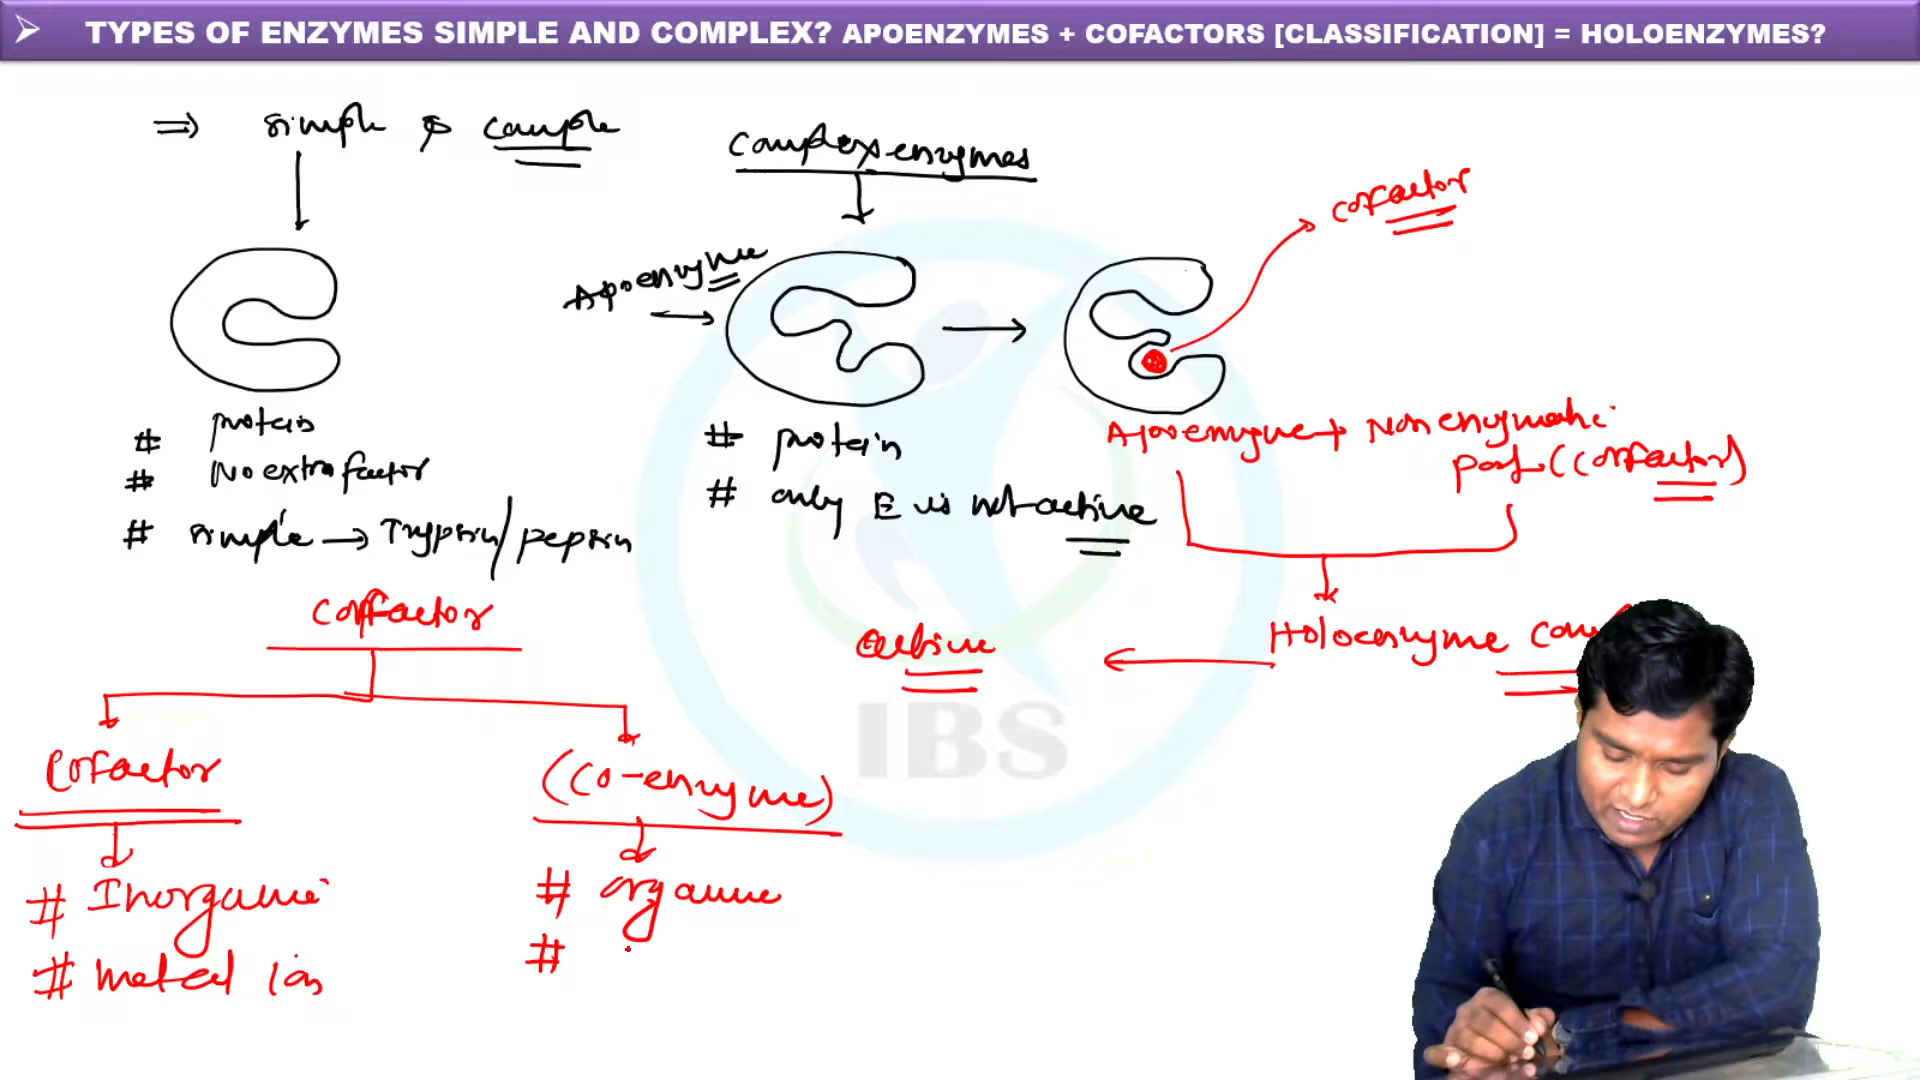 TYPES OF ENZYMES SIMPLE AND COMPLEX? APOENZYMES + COFACTORS [CLASSIFICATION] = HOLOENZYMES?
⇒ simple & complex
Complex enzymes
Cofactor
Apoenzyme
# protein
# No extra factor
# simple → Trypsin/pepsin
# protein
# only E is not active
Apoenzyme + Non enzymatic
part (Cofactor)
Holoenzyme
active
Cofactor
Cofactor
(Co-enzyme)
# Inorganic
# metal ion
# organic
#
IBS